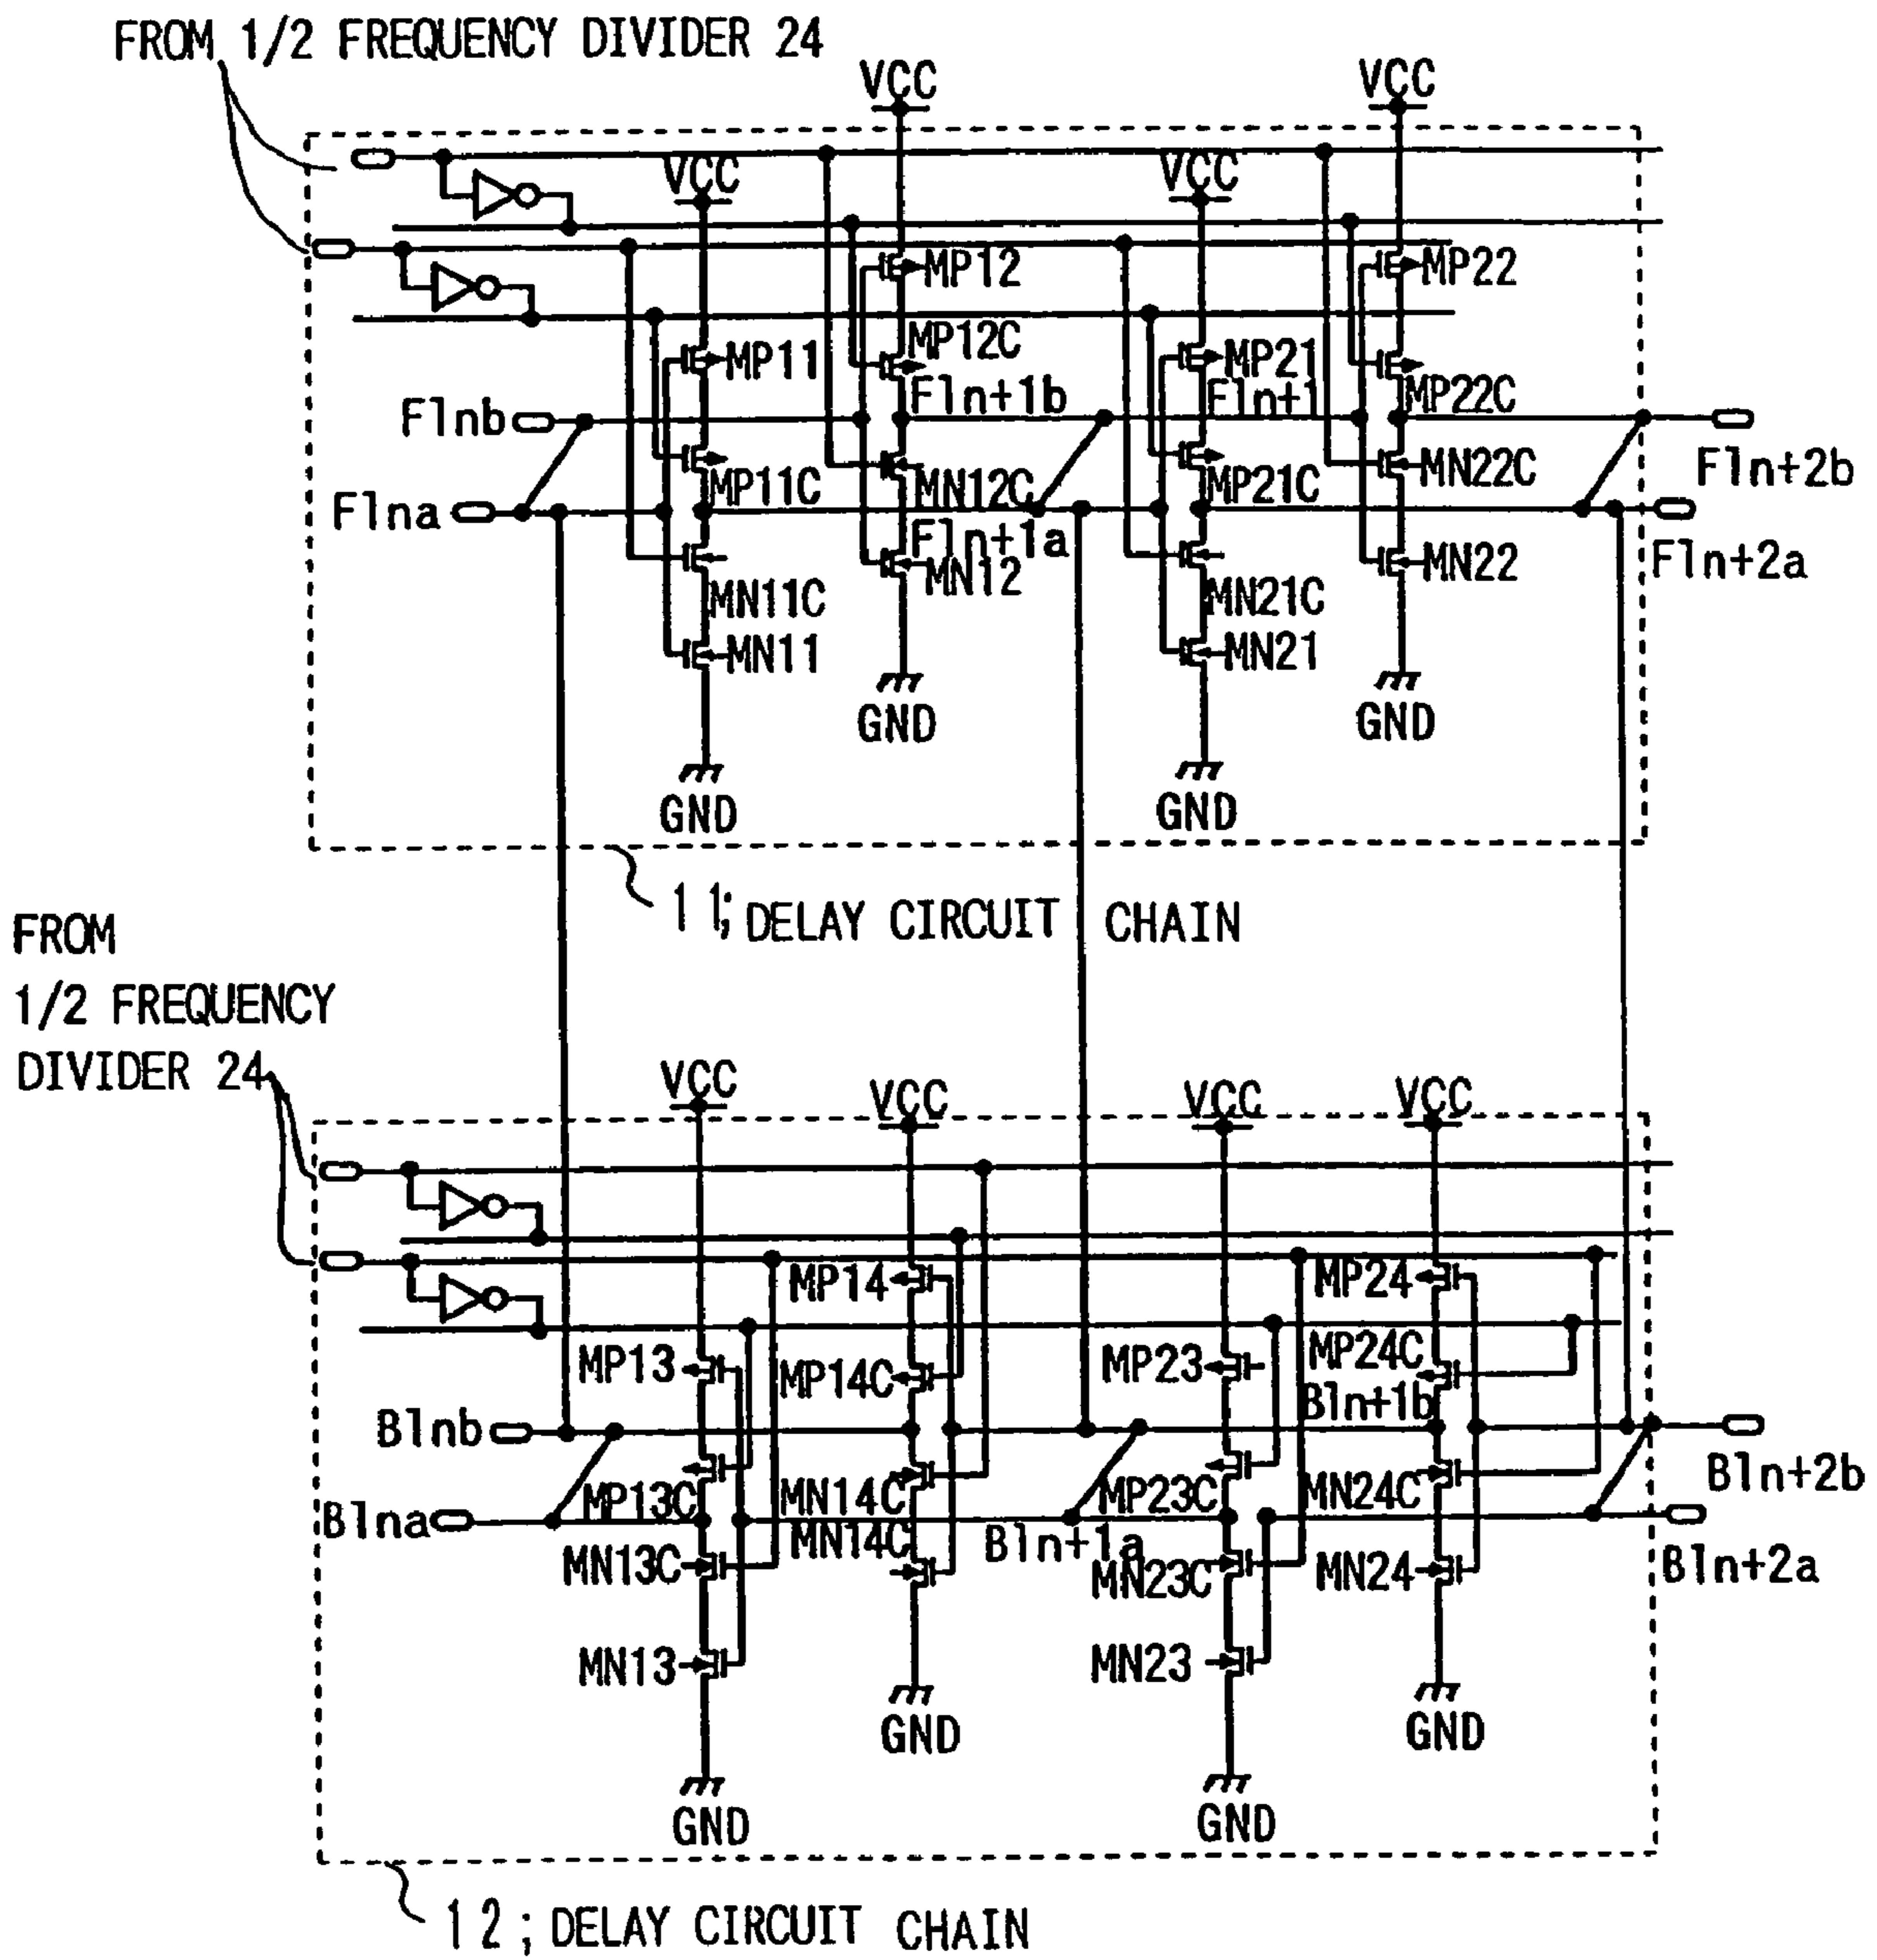 FROM 1/2 FREQUENCY DIVIDER 24
VCC
VCC
VCC
VCC
MP12
MP22
MP11
MP12C
MP21
Fln+1b
Fln+1
MP22C
Flnb
Fln+2b
Flna
MP11C
MN12C
MP21C
MN22C
Fln+1a
Fln+2a
MN12
MN22
MN11C
MN21C
MN11
MN21
GND
GND
GND
GND
11; DELAY CIRCUIT CHAIN
FROM
1/2 FREQUENCY
DIVIDER 24
VCC
VCC
VCC
VCC
MP14
MP24
MP13
MP14C
MP23
MP24C
Bln+1b
Blnb
Bln+2b
MP13C
MN14C
MP23C
MN24C
Blna
MN14C
Bln+1a
Bln+2a
MN13C
MN23C
MN24
MN13
MN23
GND
GND
GND
GND
12; DELAY CIRCUIT CHAIN